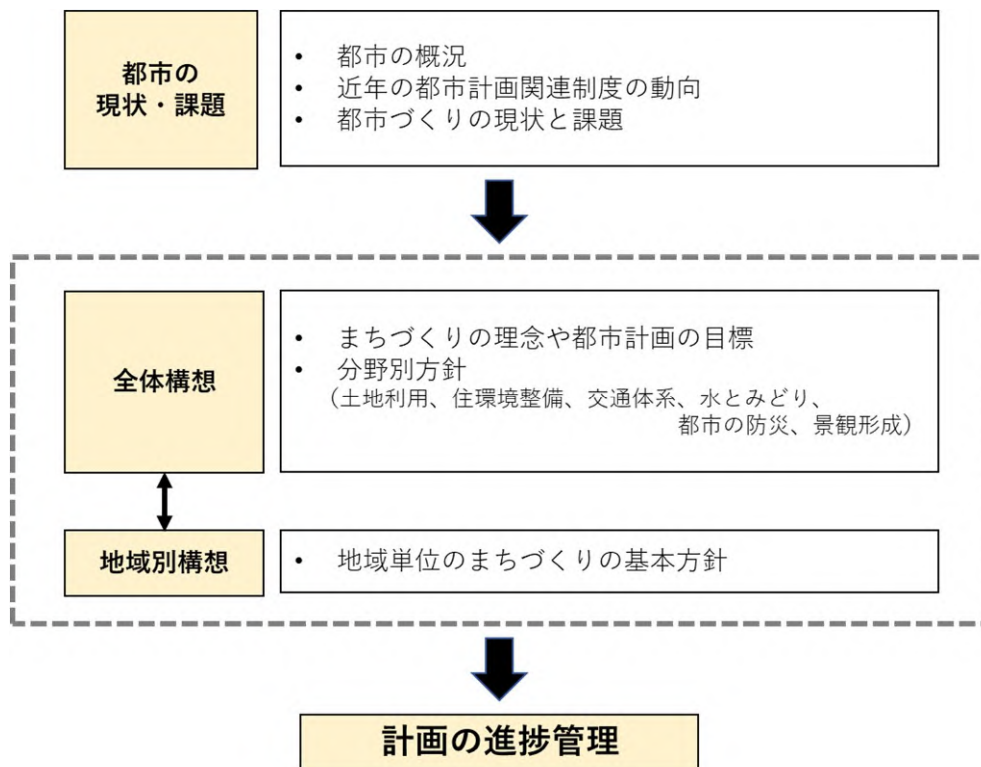 都市の
現状・課題
• 都市の概況
• 近年の都市計画関連制度の動向
• 都市づくりの現状と課題
全体構想
• まちづくりの理念や都市計画の目標
• 分野別方針
（土地利用、住環境整備、交通体系、水とみどり、
都市の防災、景観形成）
地域別構想
• 地域単位のまちづくりの基本方針
計画の進捗管理